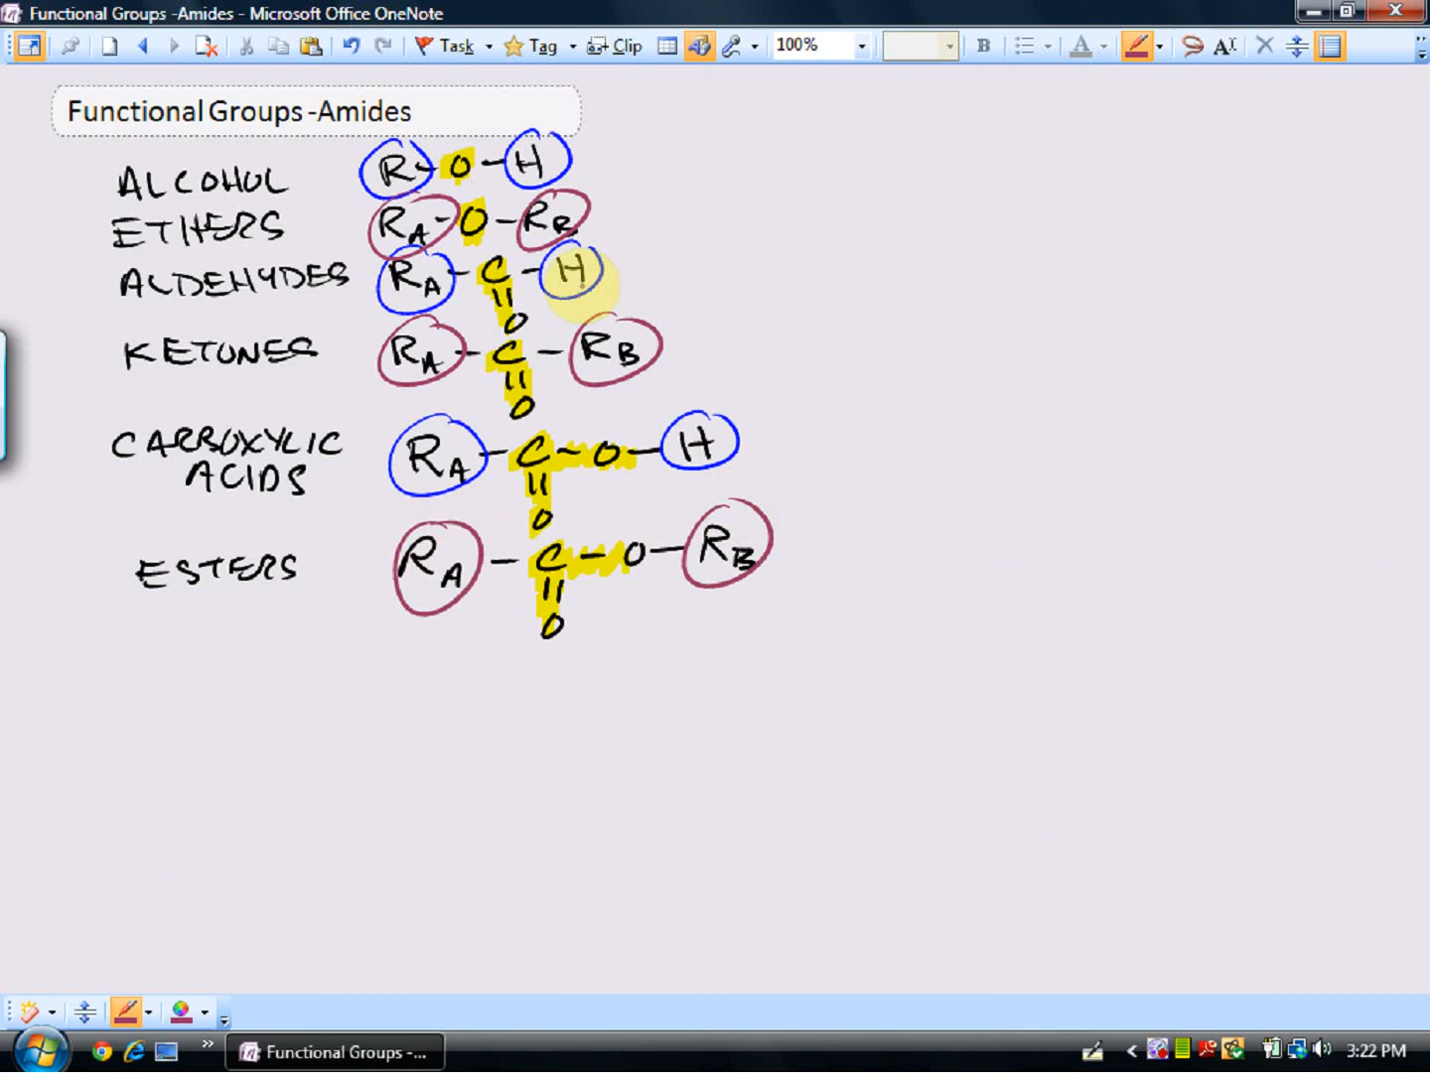 Functional Groups -Amides - Microsoft Office OneNote
Task Tag Clip 100% B A A
Functional Groups -Amides
ALCOHOL R-O-H
ETHERS RA-O-RB
ALDEHYDES RA-C-H
||
O
KETONES RA-C-RB
||
O
CARBOXYLIC RA-C-O-H
ACIDS ||
O
ESTERS RA-C-O-RB
||
O
Functional Groups -... 3:22 PM